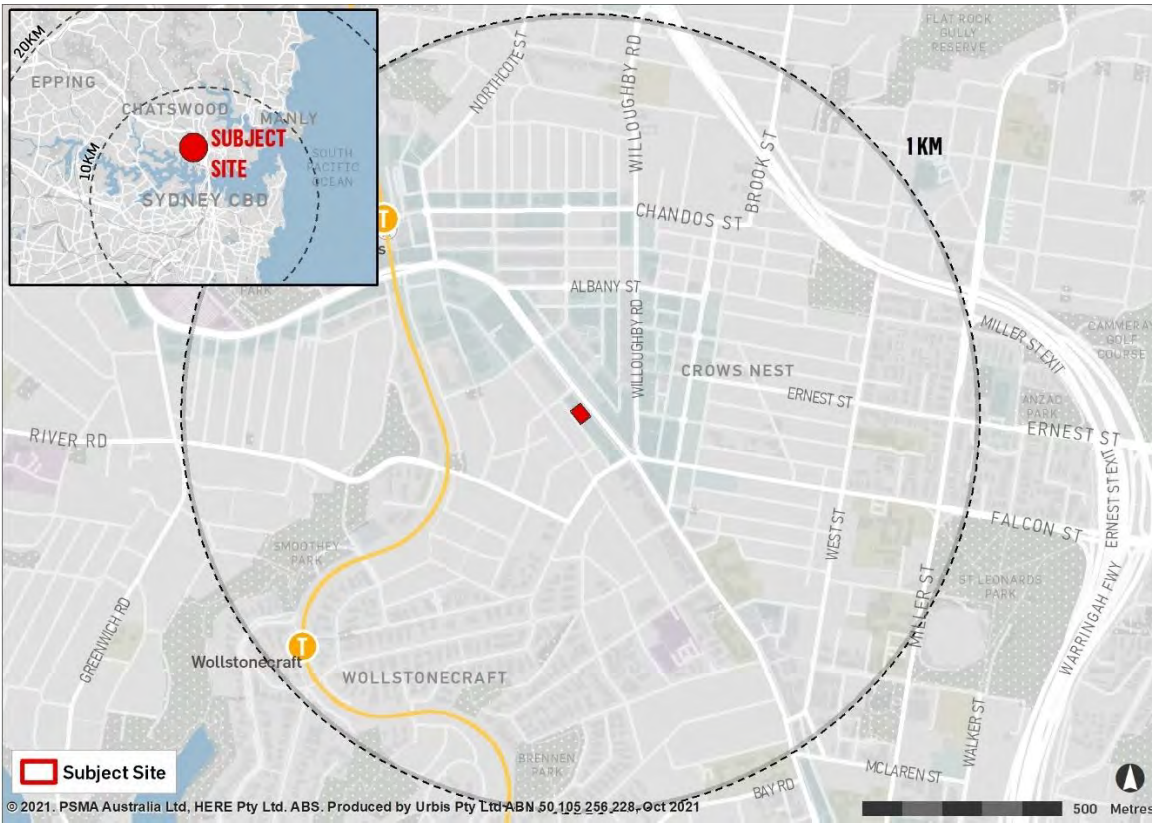 20KM
EPPING
CHATSWOOD
MANLY
10KM
SUBJECT
SITE
SOUTH
PACIFIC
OCEAN
SYDNEY CBD
NORTHCOTE ST
WILLOUGHBY RD
FLAT ROCK
GULLY
RESERVE
BROOK ST
1KM
T
CHANDOS ST
S
PARK
ALBANY ST
WILLOUGHBY RD
MILLER ST EXIT
CAMMERAY
GOLF
COURSE
CROWS NEST
ERNEST ST
ANZAC
PARK
ERNEST ST
RIVER RD
ERNEST ST EXIT
FALCON ST
WEST ST
SMOOTHEY
PARK
MILLER ST
ST LEONARDS
PARK
WARRINGAH FWY
GREENWICH RD
T
Wollstonecraft
WOLLSTONECRAFT
WALKER ST
BRENNEN
PARK
MCLAREN ST
BAY RD
Subject Site
© 2021. PSMA Australia Ltd, HERE Pty Ltd. ABS. Produced by Urbis Pty Ltd ABN 50 105 256 228, Oct 2021
500 Metres